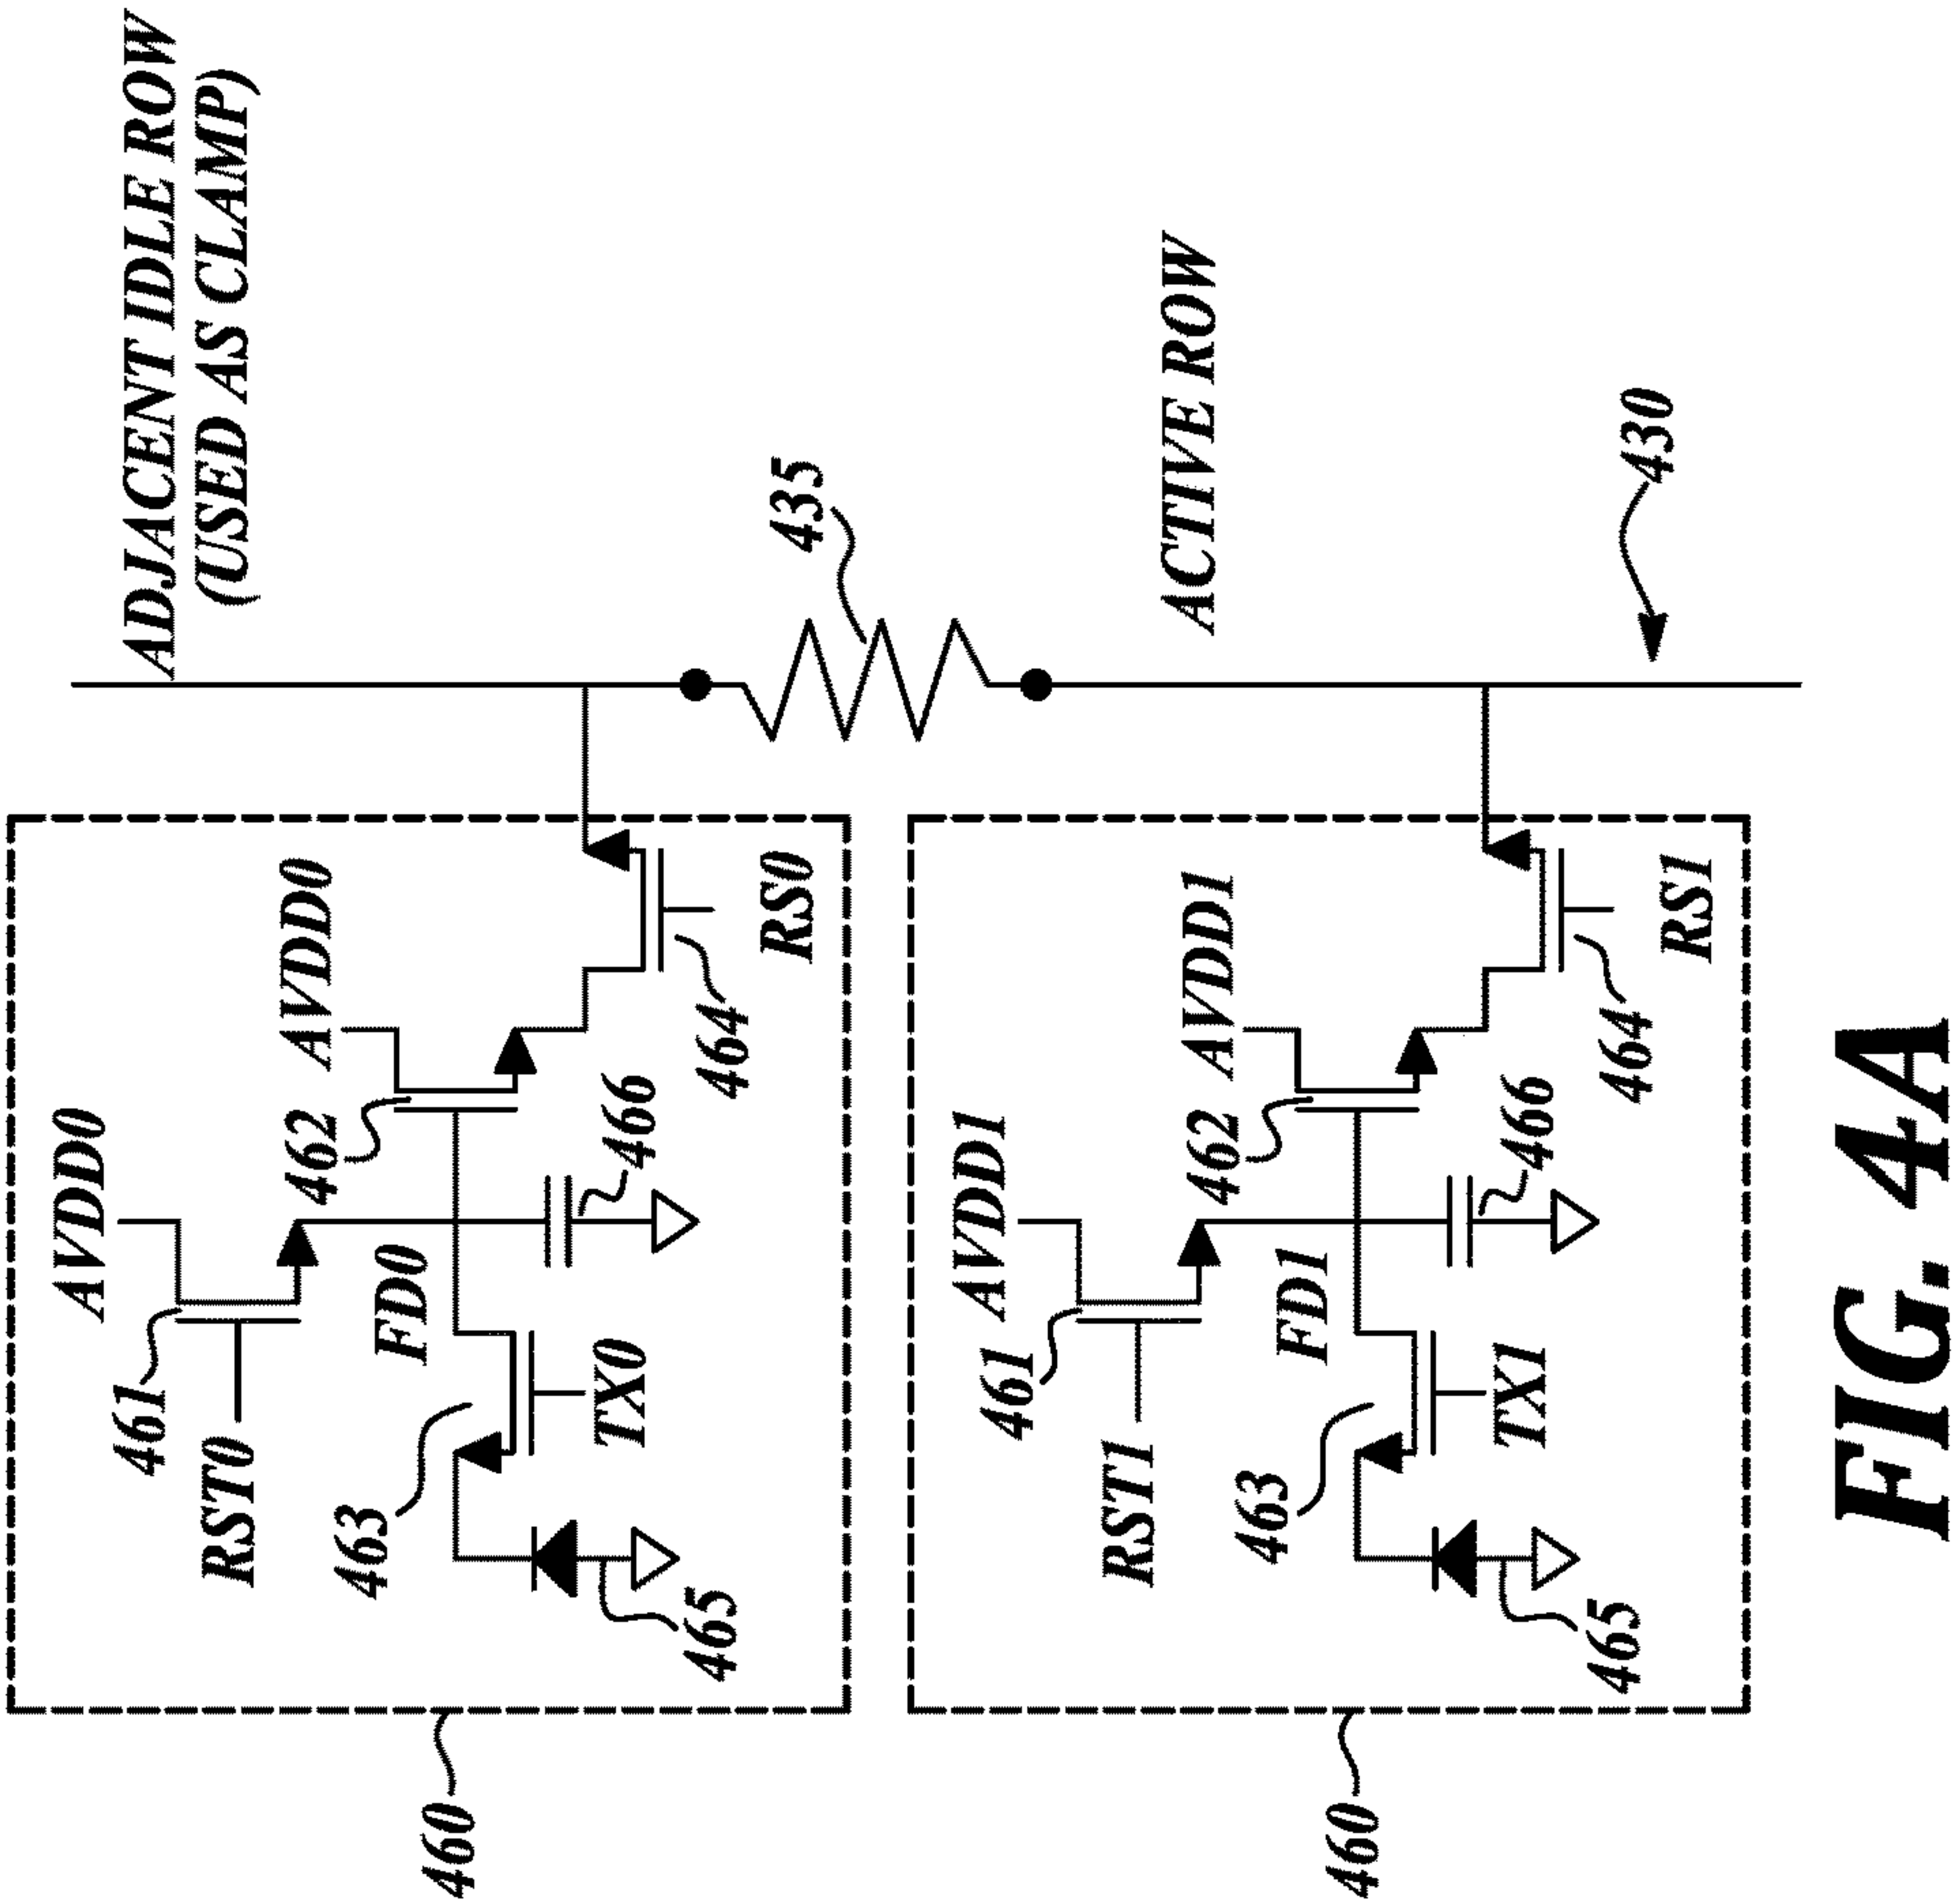 ADJACENT IDLE ROW
(USED AS CLAMP)
AVDD0
461
RST0
AVDD0
462
FD0
463
TX0
466
464
RS0
465
460
435
ACTIVE ROW
AVDD1
461
RST1
AVDD1
462
FD1
463
TX1
466
464
RS1
465
460
430
FIG. 4A